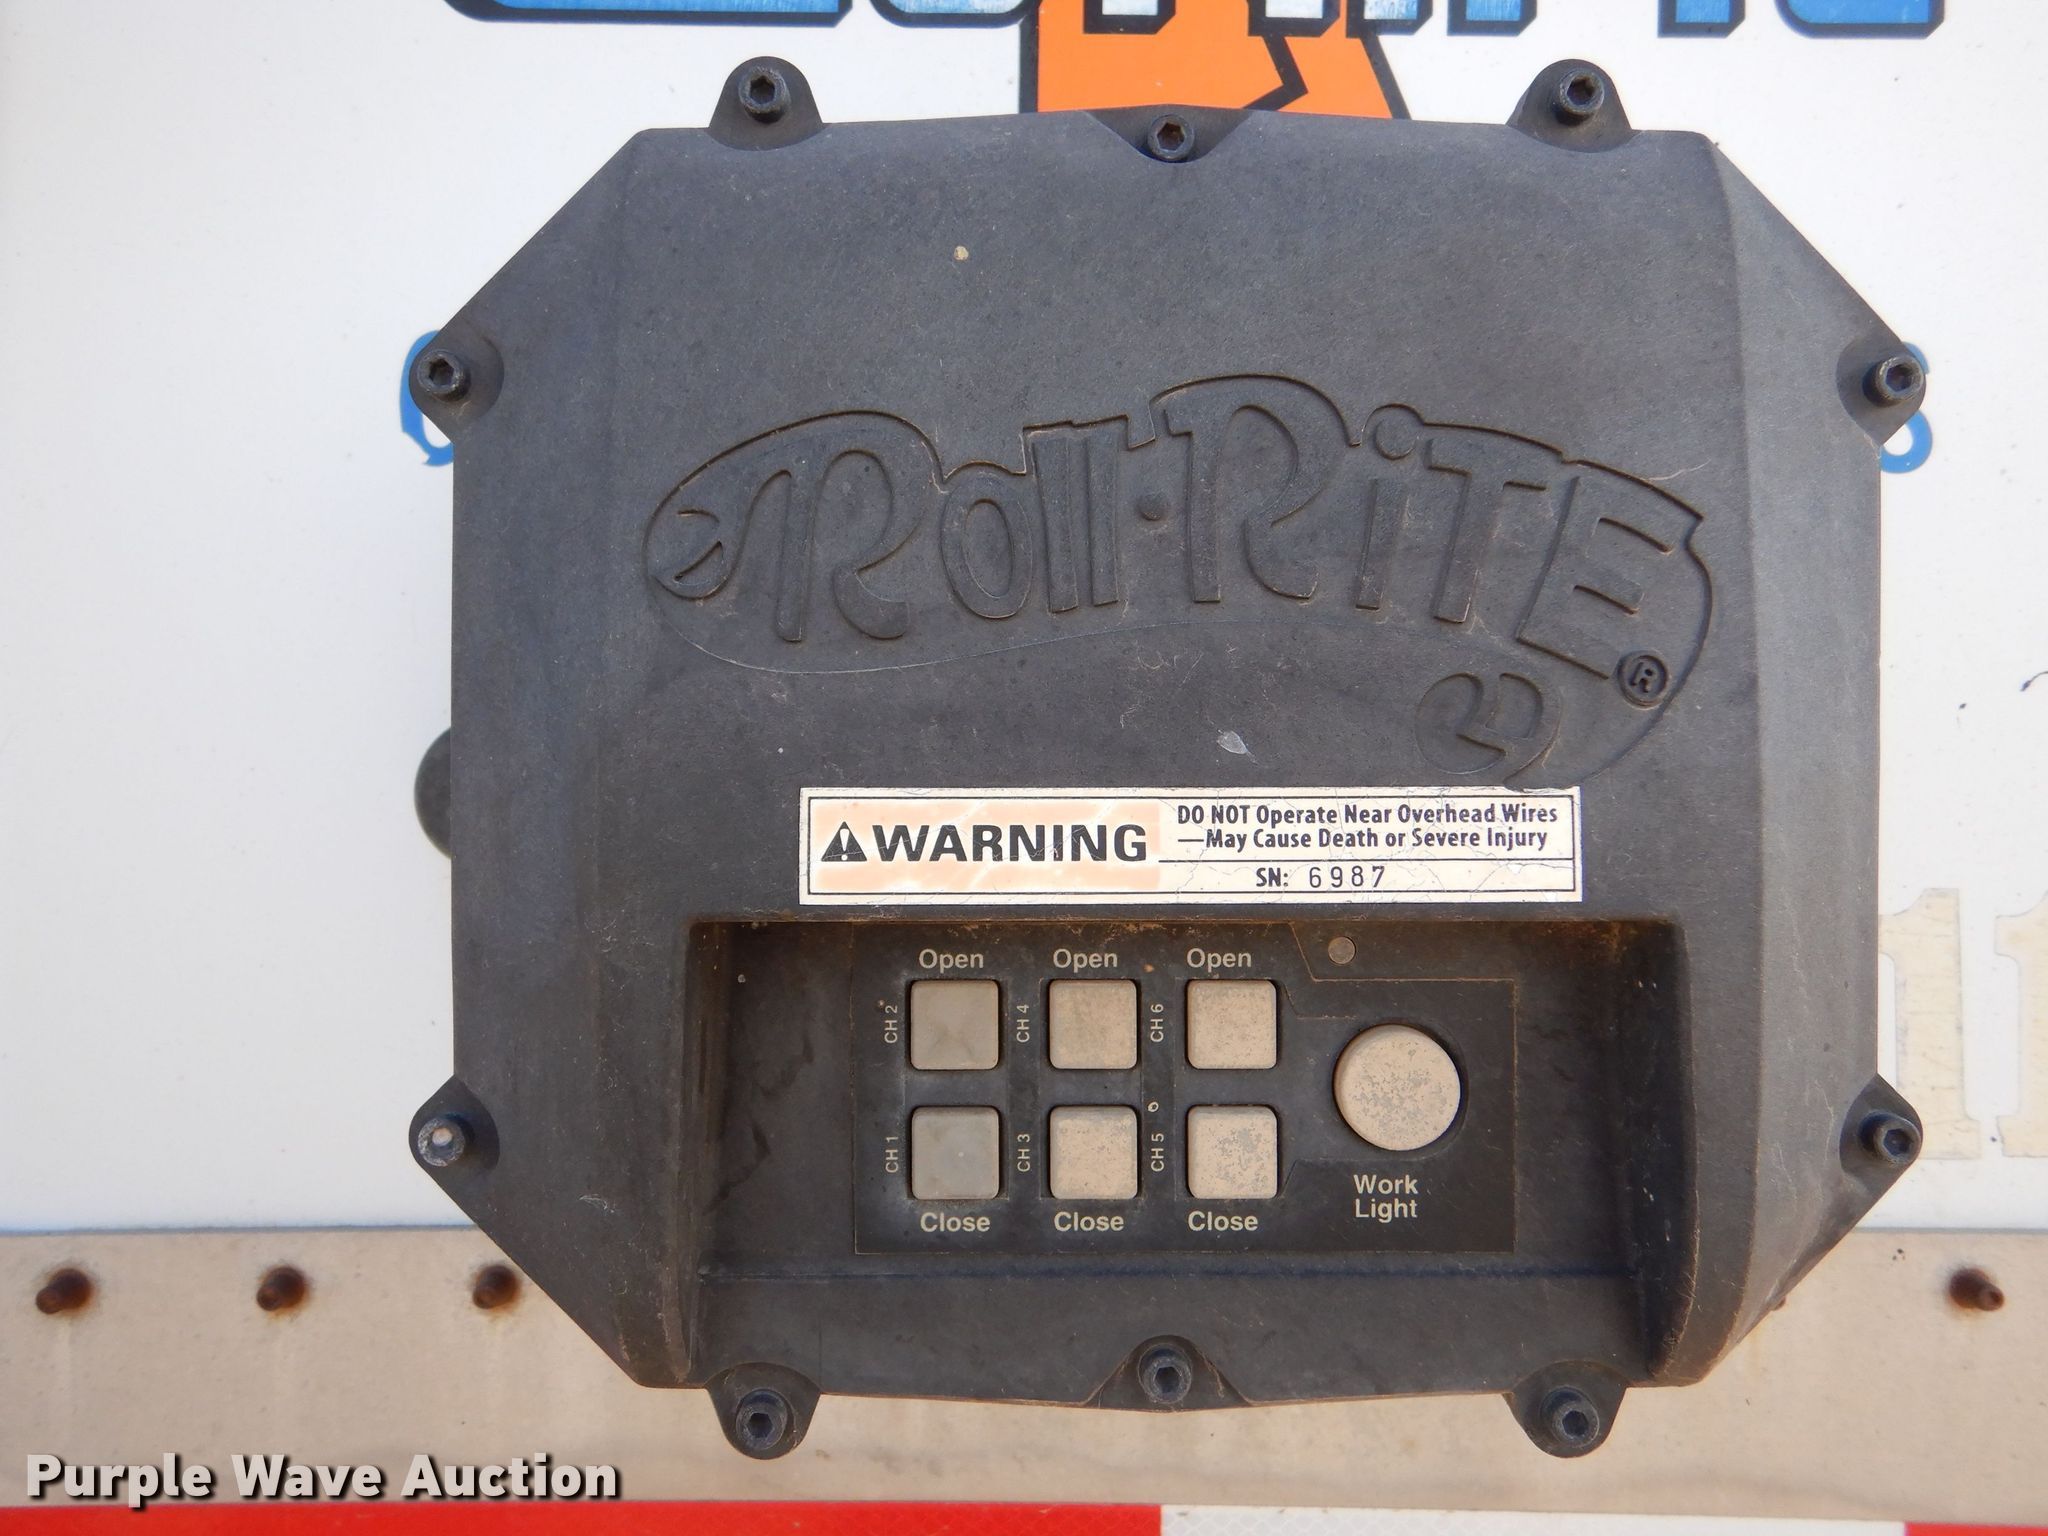 Roll·RiTE®
WARNING
DO NOT Operate Near Overhead Wires
—May Cause Death or Severe Injury
SN: 6987
Open Open Open
CH 2 CH 4 CH 6
CH 1 CH 3 CH 5
Close Close Close
Work
Light
Purple Wave Auction